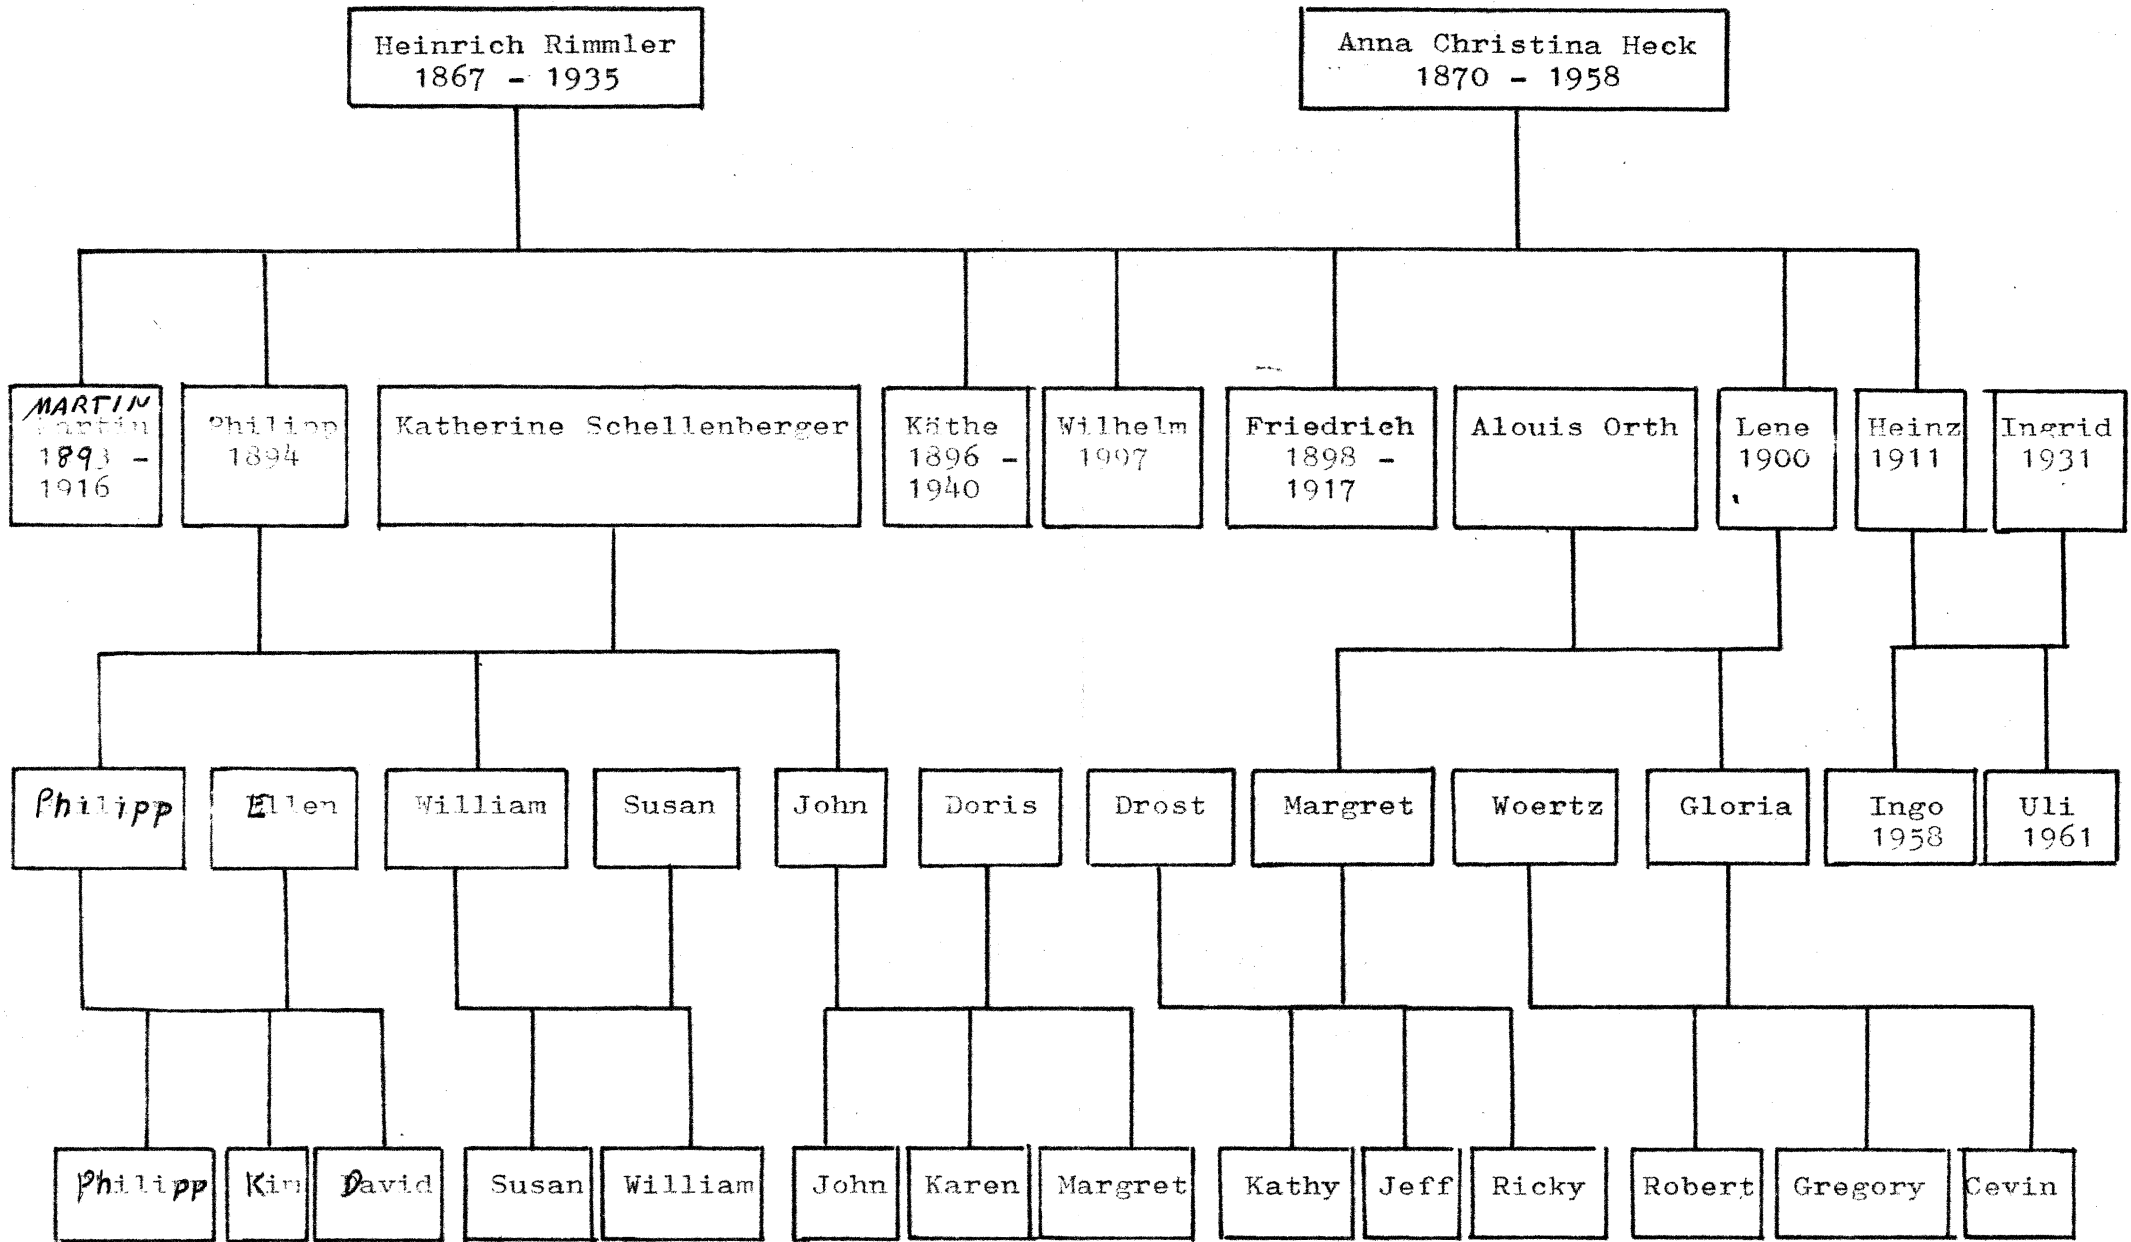 Heinrich Rimmler
1867 - 1935
Anna Christina Heck
1870 - 1958
MARTIN
Martin
1893 -
1916
Philipp
1894
Katherine Schellenberger
Käthe
1896 -
1940
Wilhelm
1997
Friedrich
1898 -
1917
Alouis Orth
Lene
1900
Heinz
1911
Ingrid
1931
Philipp
Ellen
William
Susan
John
Doris
Drost
Margret
Woertz
Gloria
Ingo
1958
Uli
1961
Philipp
Kim
David
Susan
William
John
Karen
Margret
Kathy
Jeff
Ricky
Robert
Gregory
Cevin